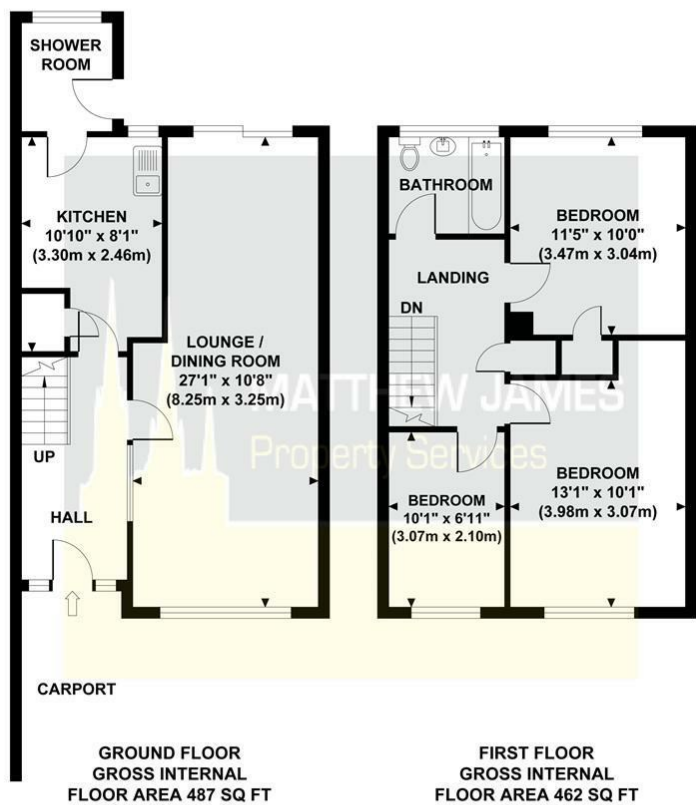 SHOWER
ROOM
KITCHEN
10'10" x 8'1"
(3.30m x 2.46m)
LOUNGE /
DINING ROOM
27'1" x 10'8"
(8.25m x 3.25m)
UP
HALL
CARPORT
GROUND FLOOR
GROSS INTERNAL
FLOOR AREA 487 SQ FT
BATHROOM
BEDROOM
11'5" x 10'0"
(3.47m x 3.04m)
LANDING
DN
BEDROOM
10'1" x 6'11"
(3.07m x 2.10m)
BEDROOM
13'1" x 10'1"
(3.98m x 3.07m)
FIRST FLOOR
GROSS INTERNAL
FLOOR AREA 462 SQ FT
MATTHEW JAMES
Property Services